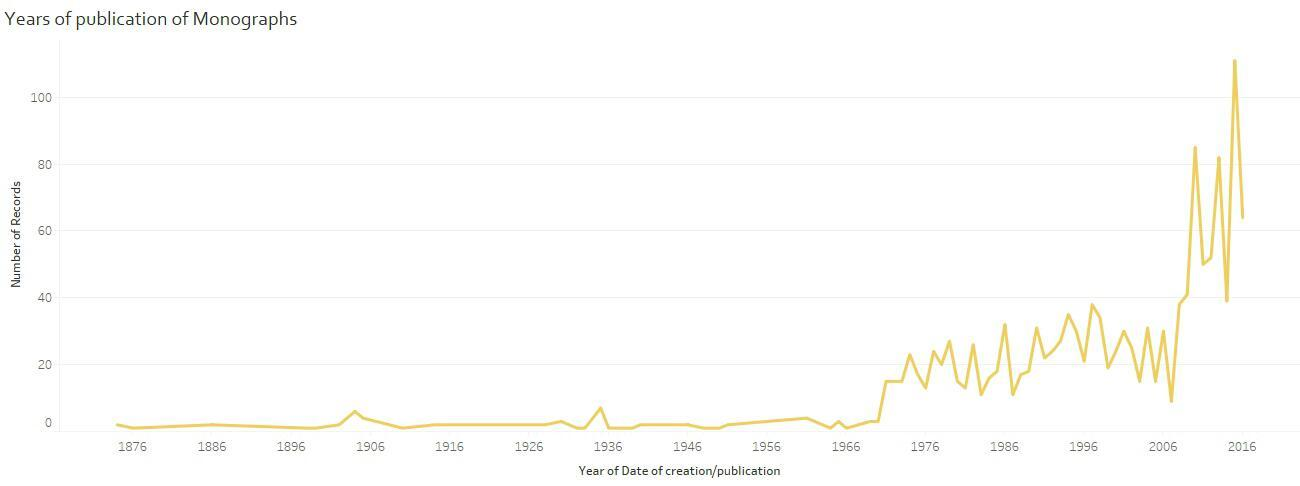 Years of publication of Monographs
100
80
60
40
20
0
Number of Records
1876 1886 1896 1906 1916 1926 1936 1946 1956 1966 1976 1986 1996 2006 2016
Year of Date of creation/publication